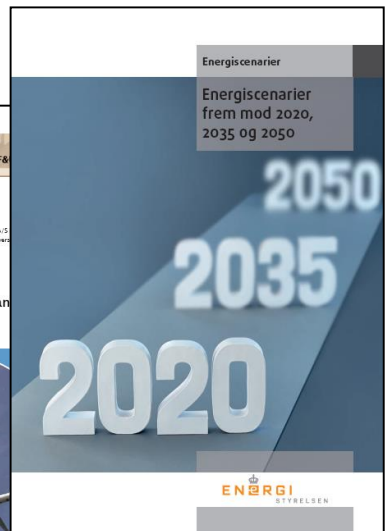 Energiscenarier
Energiscenarier
frem mod 2020,
2035 og 2050
2050
2035
2020
ENERGI
STYRELSEN